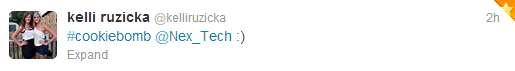 kelli ruzicka @kelliruzicka 2h
#cookiebomb @Nex_Tech :)
Expand